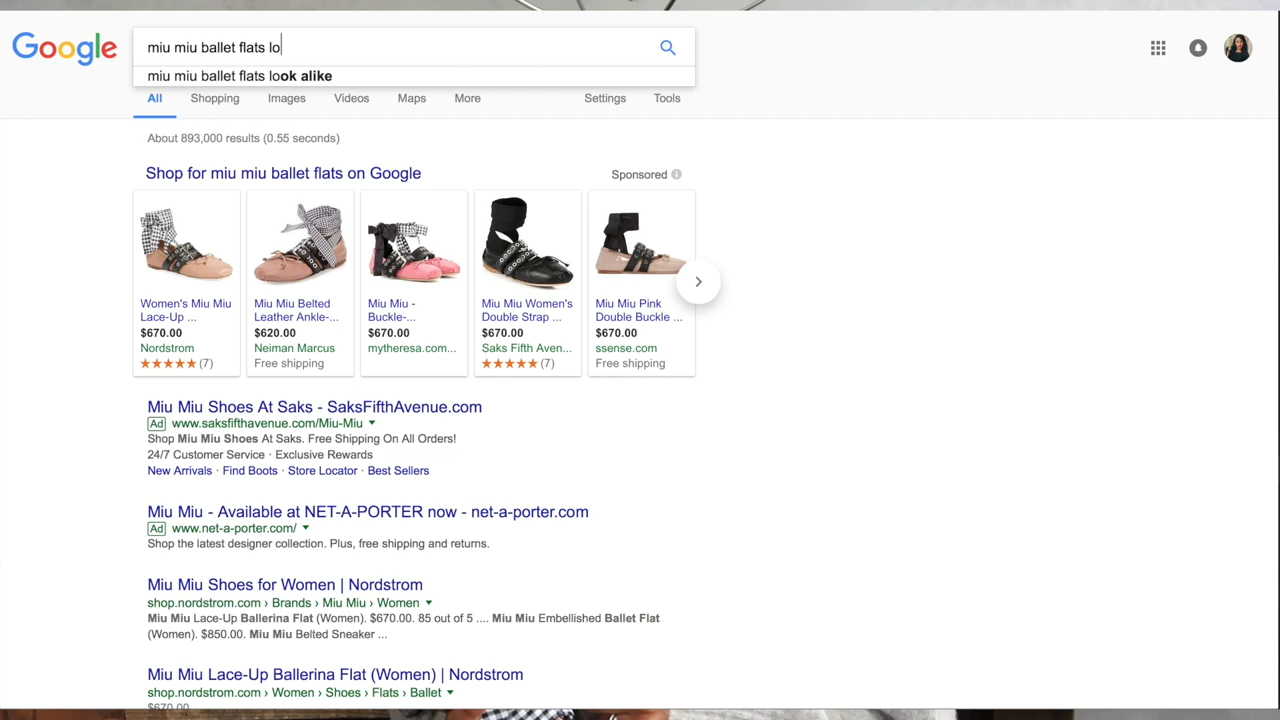 Google
miu miu ballet flats lo
miu miu ballet flats look alike
All Shopping Images Videos Maps More Settings Tools
About 893,000 results (0.55 seconds)
Shop for miu miu ballet flats on Google
Sponsored
Women's Miu Miu
Lace-Up ...
$670.00
Nordstrom
(7)
Miu Miu Belted
Leather Ankle-...
$620.00
Neiman Marcus
Free shipping
Miu Miu -
Buckle-...
$670.00
mytheresa.com...
Miu Miu Women's
Double Strap ...
$670.00
Saks Fifth Aven...
(7)
Miu Miu Pink
Double Buckle ...
$670.00
ssense.com
Free shipping
Miu Miu Shoes At Saks - SaksFifthAvenue.com
Ad www.saksfifthavenue.com/Miu-Miu
Shop Miu Miu Shoes At Saks. Free Shipping On All Orders!
24/7 Customer Service · Exclusive Rewards
New Arrivals · Find Boots · Store Locator · Best Sellers
Miu Miu - Available at NET-A-PORTER now - net-a-porter.com
Ad www.net-a-porter.com/
Shop the latest designer collection. Plus, free shipping and returns.
Miu Miu Shoes for Women | Nordstrom
shop.nordstrom.com › Brands › Miu Miu › Women
Miu Miu Lace-Up Ballerina Flat (Women). $670.00. 85 out of 5 .... Miu Miu Embellished Ballet Flat
(Women). $850.00. Miu Miu Belted Sneaker ...
Miu Miu Lace-Up Ballerina Flat (Women) | Nordstrom
shop.nordstrom.com › Women › Shoes › Flats › Ballet
$670.00